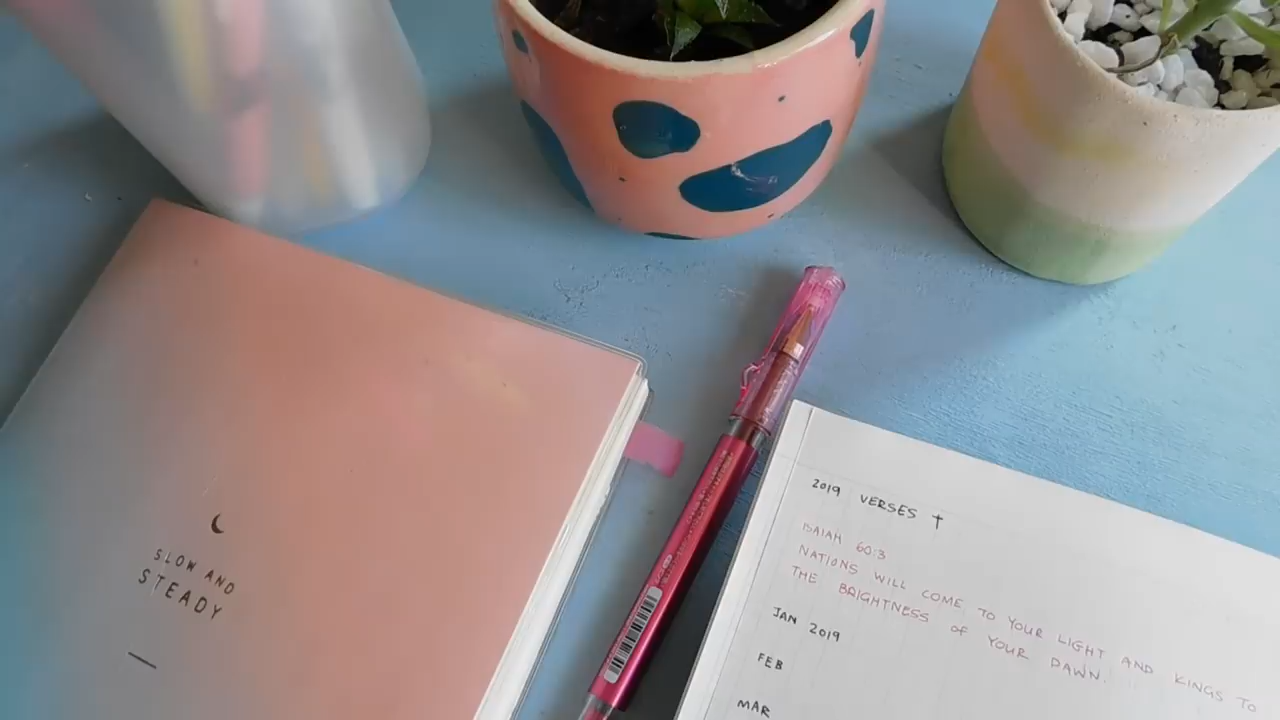 SLOW AND
STEADY
2019 VERSES †
ISAIAH 60:3
NATIONS WILL COME TO YOUR LIGHT AND KINGS TO
THE BRIGHTNESS OF YOUR DAWN.
JAN 2019
FEB
MAR